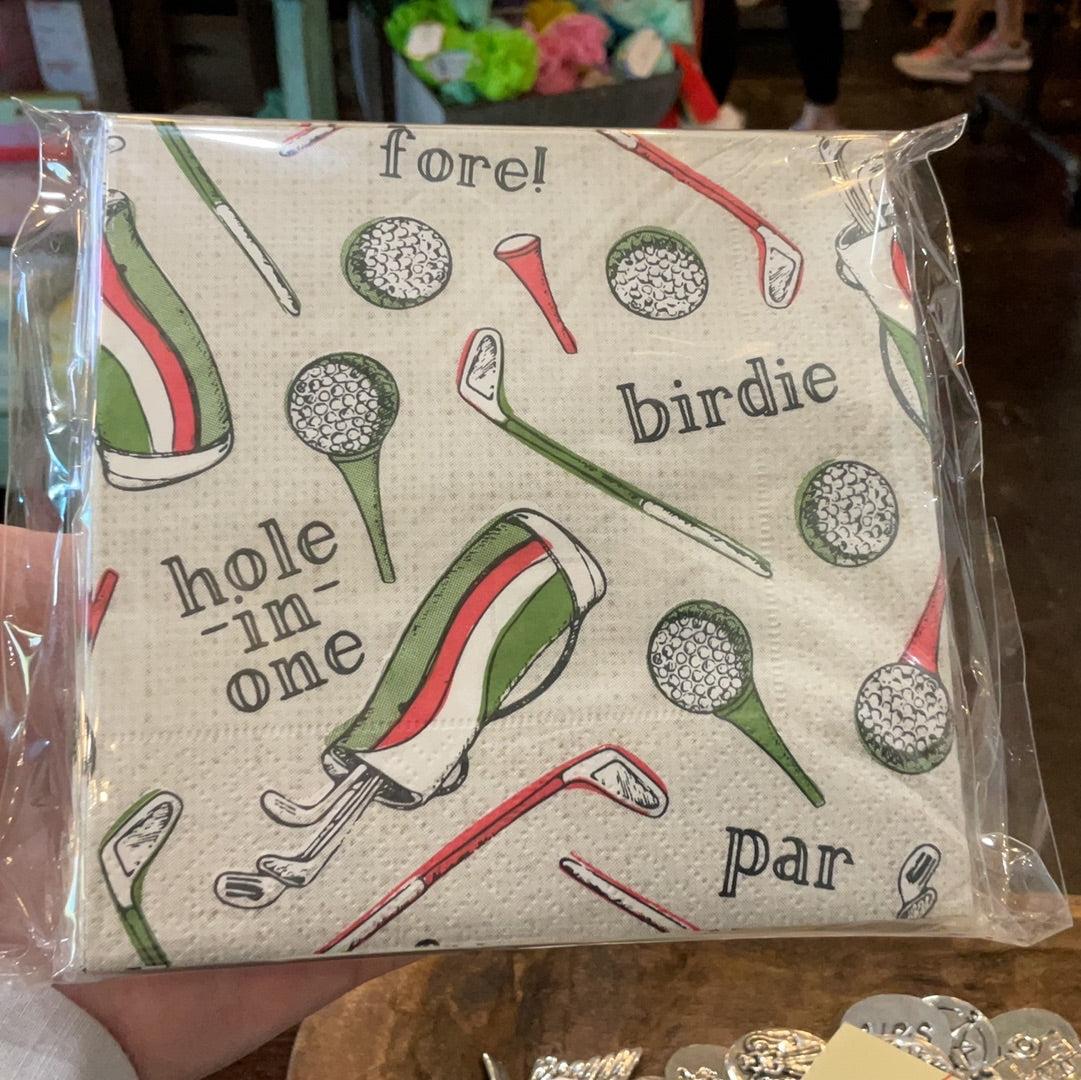 fore!
birdie
hole
-in-
one
par